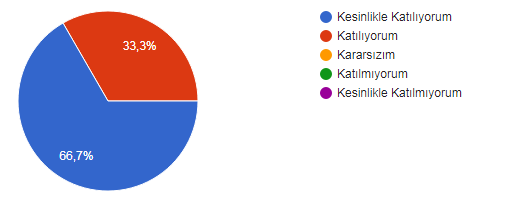 33,3%
66,7%
Kesinlikle Katılıyorum
Katılıyorum
Kararsızım
Katılmıyorum
Kesinlikle Katılmıyorum